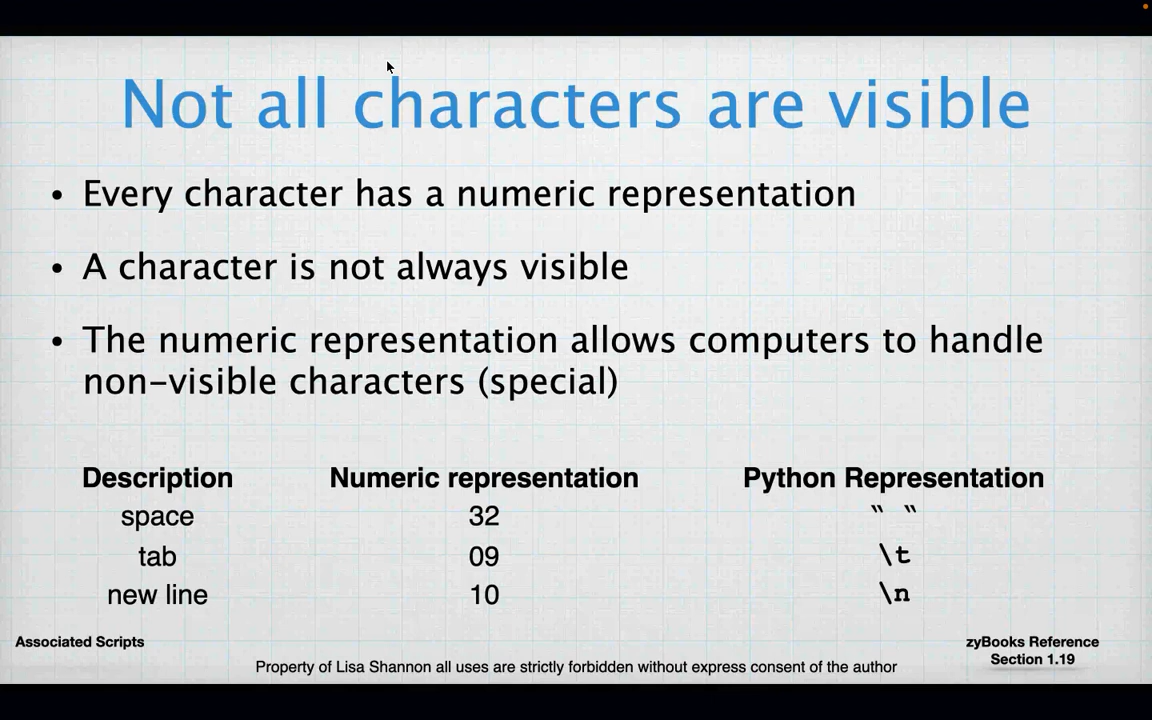 Not all characters are visible
• Every character has a numeric representation
• A character is not always visible
• The numeric representation allows computers to handle
non-visible characters (special)
Description Numeric representation Python Representation
space 32 " "
tab 09 \t
new line 10 \n
Associated Scripts
zyBooks Reference
Section 1.19
Property of Lisa Shannon all uses are strictly forbidden without express consent of the author